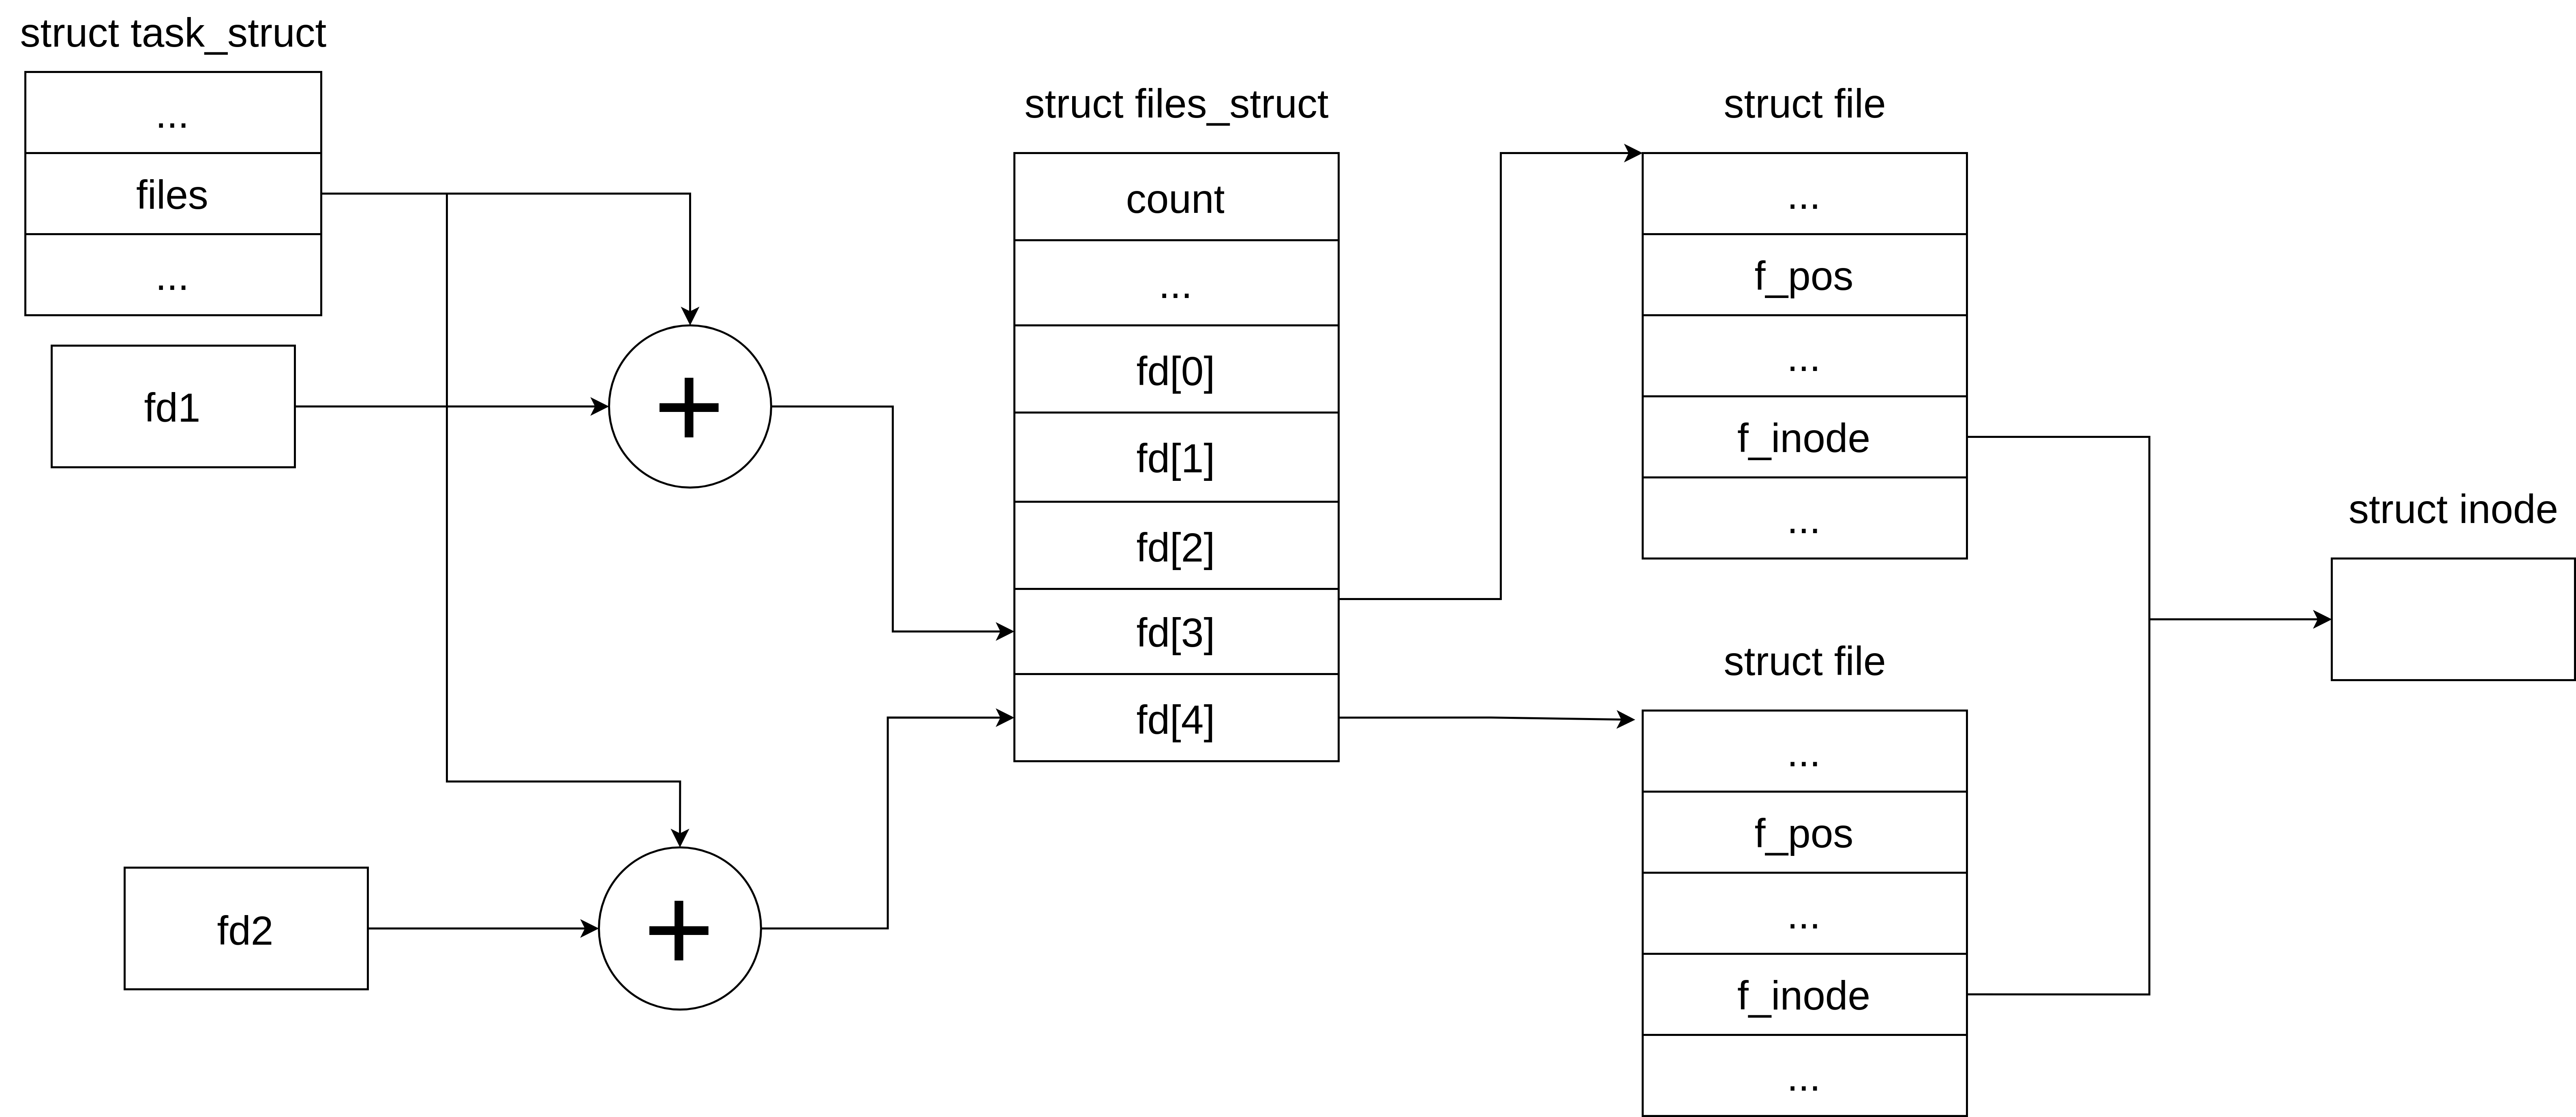 struct task_struct
...
files
...
fd1
+
fd2
+
struct files_struct
count
...
fd[0]
fd[1]
fd[2]
fd[3]
fd[4]
struct file
...
f_pos
...
f_inode
...
struct file
...
f_pos
...
f_inode
...
struct inode